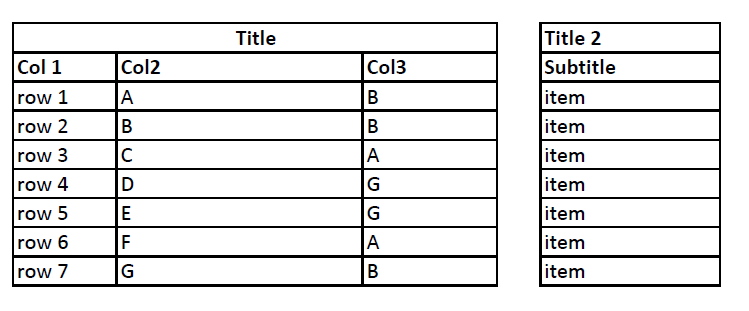 Title
Col 1 Col2 Col3
row 1 A B
row 2 B B
row 3 C A
row 4 D G
row 5 E G
row 6 F A
row 7 G B
Title 2
Subtitle
item
item
item
item
item
item
item